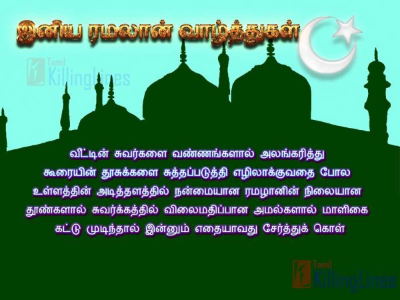 இனிய ரமலான் வாழ்த்துகள்
Tamil
KillingLines
வீட்டின் சுவர்களை வண்ணங்களால் அலங்கரித்து
கூரையின் தூசுக்களை சுத்தப்படுத்தி எழிலாக்குவதை போல
உள்ளத்தின் அடித்தளத்தில் நன்மையான ரமழானின் நிலையான
தூண்களால் சுவர்க்கத்தில் விலைமதிப்பான அமல்களால் மாளிகை
கட்டு முடிந்தால் இன்னும் எதையாவது சேர்த்துக் கொள்
Tamil
KillingLines